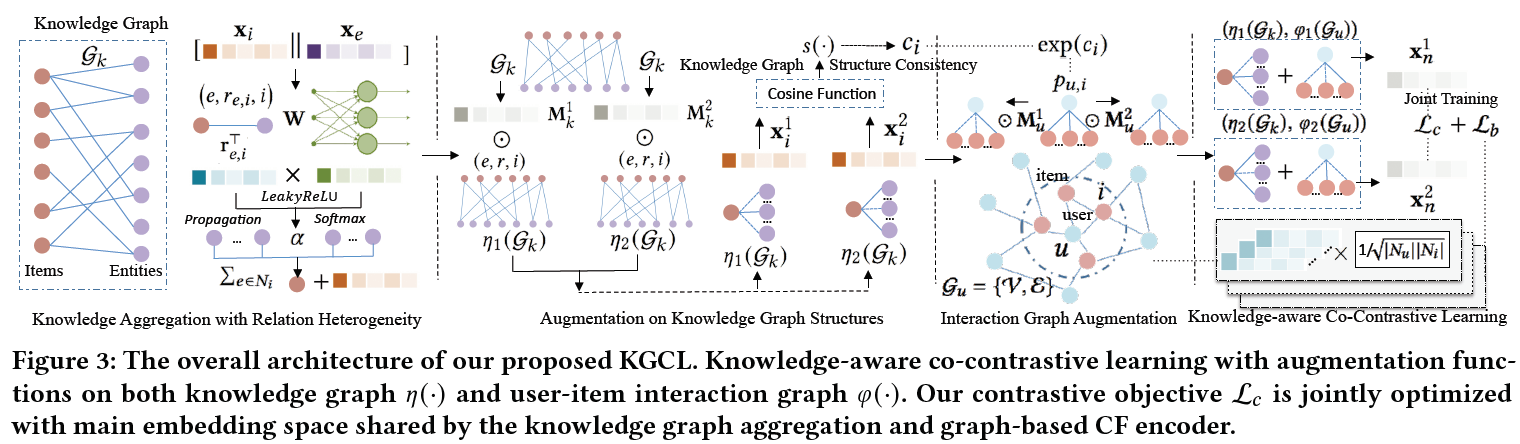 Knowledge Graph
𝒢k
Items
Entities
[ xi || xe ]
(e, re,i, i)
W
r⊤e,i
×
LeakyReLU
Propagation
Softmax
... α ...
∑e∈Ni
+
Knowledge Aggregation with Relation Heterogeneity
𝒢k
𝒢k
M1k
M2k
⊙
⊙
(e, r, i)
(e, r, i)
η1(𝒢k)
η2(𝒢k)
s(·)
ci
Knowledge Graph Structure Consistency
Cosine Function
x1i
x2i
...
...
...
...
η1(𝒢k)
η2(𝒢k)
Augmentation on Knowledge Graph Structures
exp(ci)
pu,i
⊙ M1u
⊙ M2u
... ...
... ...
... ...
item
i
user
u
𝒢u = {𝒱, ℰ}
Interaction Graph Augmentation
(η1(𝒢k), φ1(𝒢u))
...
+
...
... ...
x1n
Joint Training
ℒc + ℒb
(η2(𝒢k), φ2(𝒢u))
...
+
...
... ...
x2n
× 1/√|Nu||Ni|
Knowledge-aware Co-Contrastive Learning
Figure 3: The overall architecture of our proposed KGCL. Knowledge-aware co-contrastive learning with augmentation func-
tions on both knowledge graph η(·) and user-item interaction graph φ(·). Our contrastive objective ℒc is jointly optimized
with main embedding space shared by the knowledge graph aggregation and graph-based CF encoder.